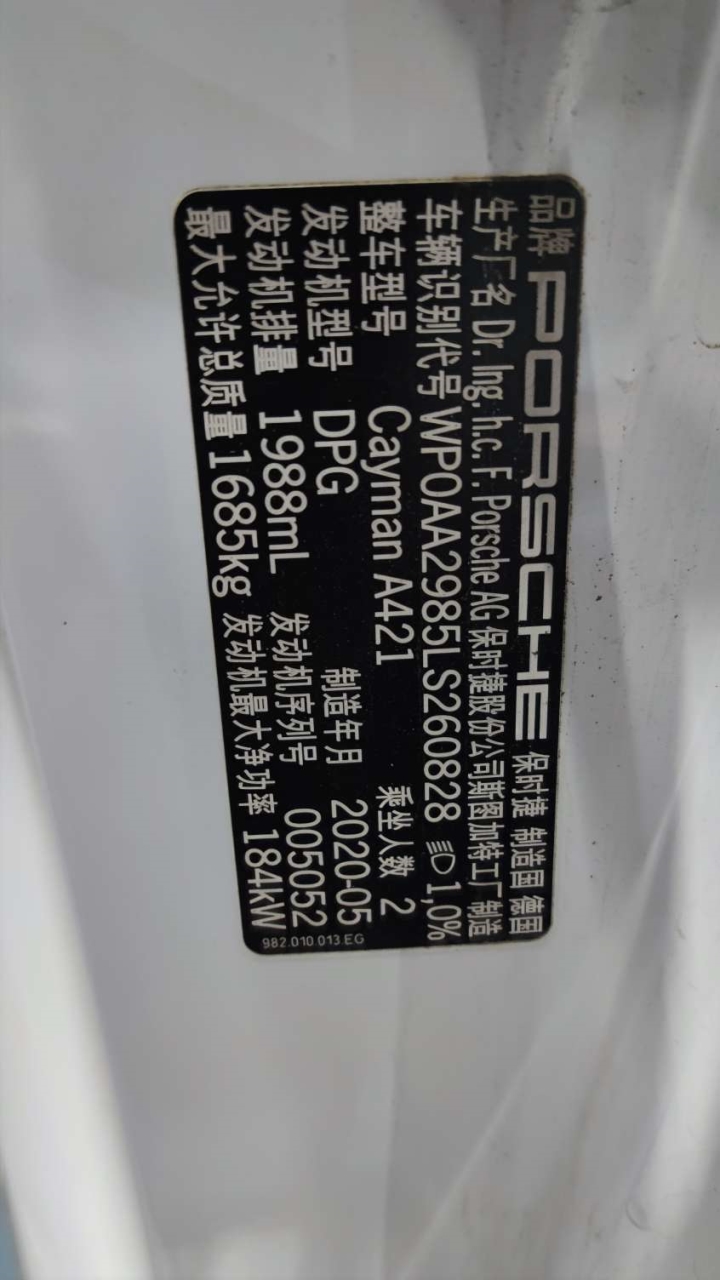 品牌 PORSCHE 保时捷 制造国 德国
生产厂名 Dr. Ing. h.c. F. Porsche AG 保时捷股份公司斯图加特工厂制造
车辆识别代号 WP0AA2985LS260828 1,0%
整车型号 Cayman A421 乘坐人数 2
发动机型号 DPG 制造年月 2020-05
发动机排量 1988mL 发动机序列号 005052
最大允许总质量 1685kg 发动机最大净功率 184kW
982.010.013.EG